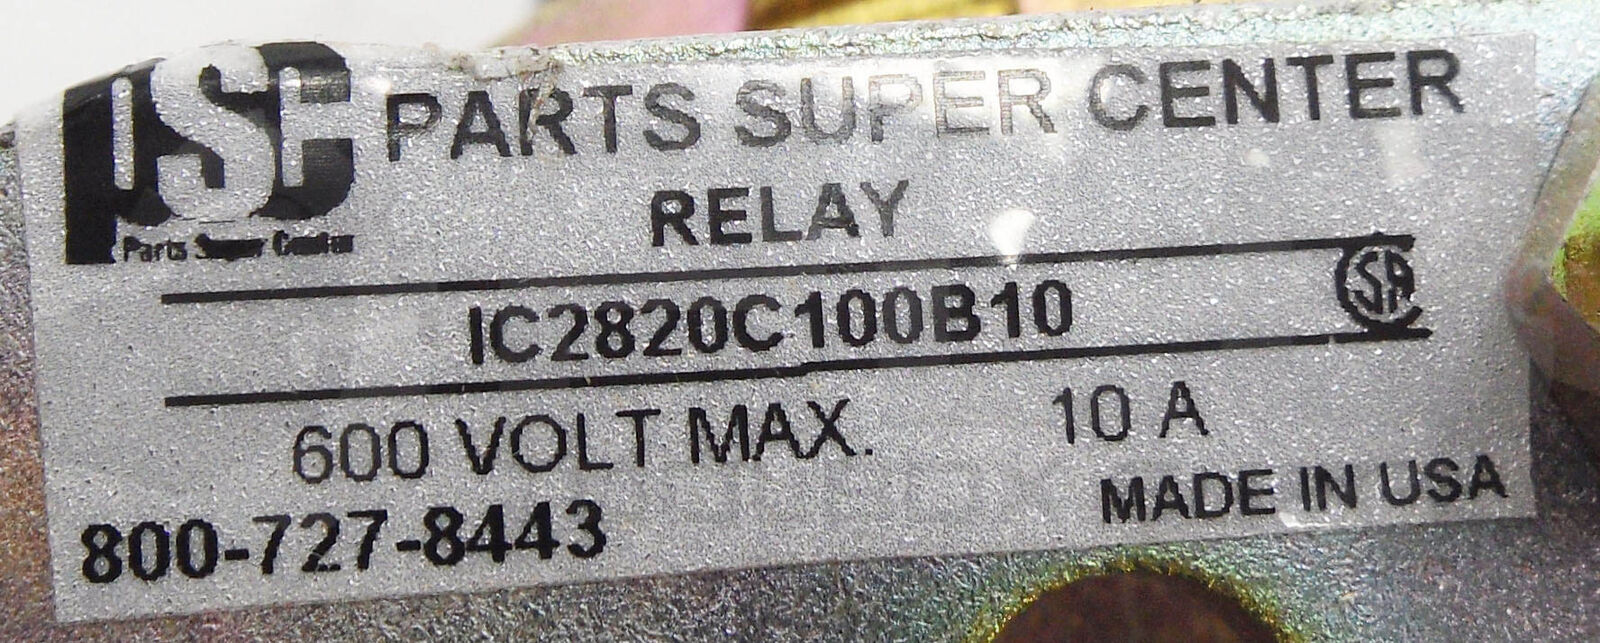 PSC PARTS SUPER CENTER
Parts Super Center
RELAY
IC2820C100B10
SA
600 VOLT MAX. 10 A
800-727-8443 MADE IN USA